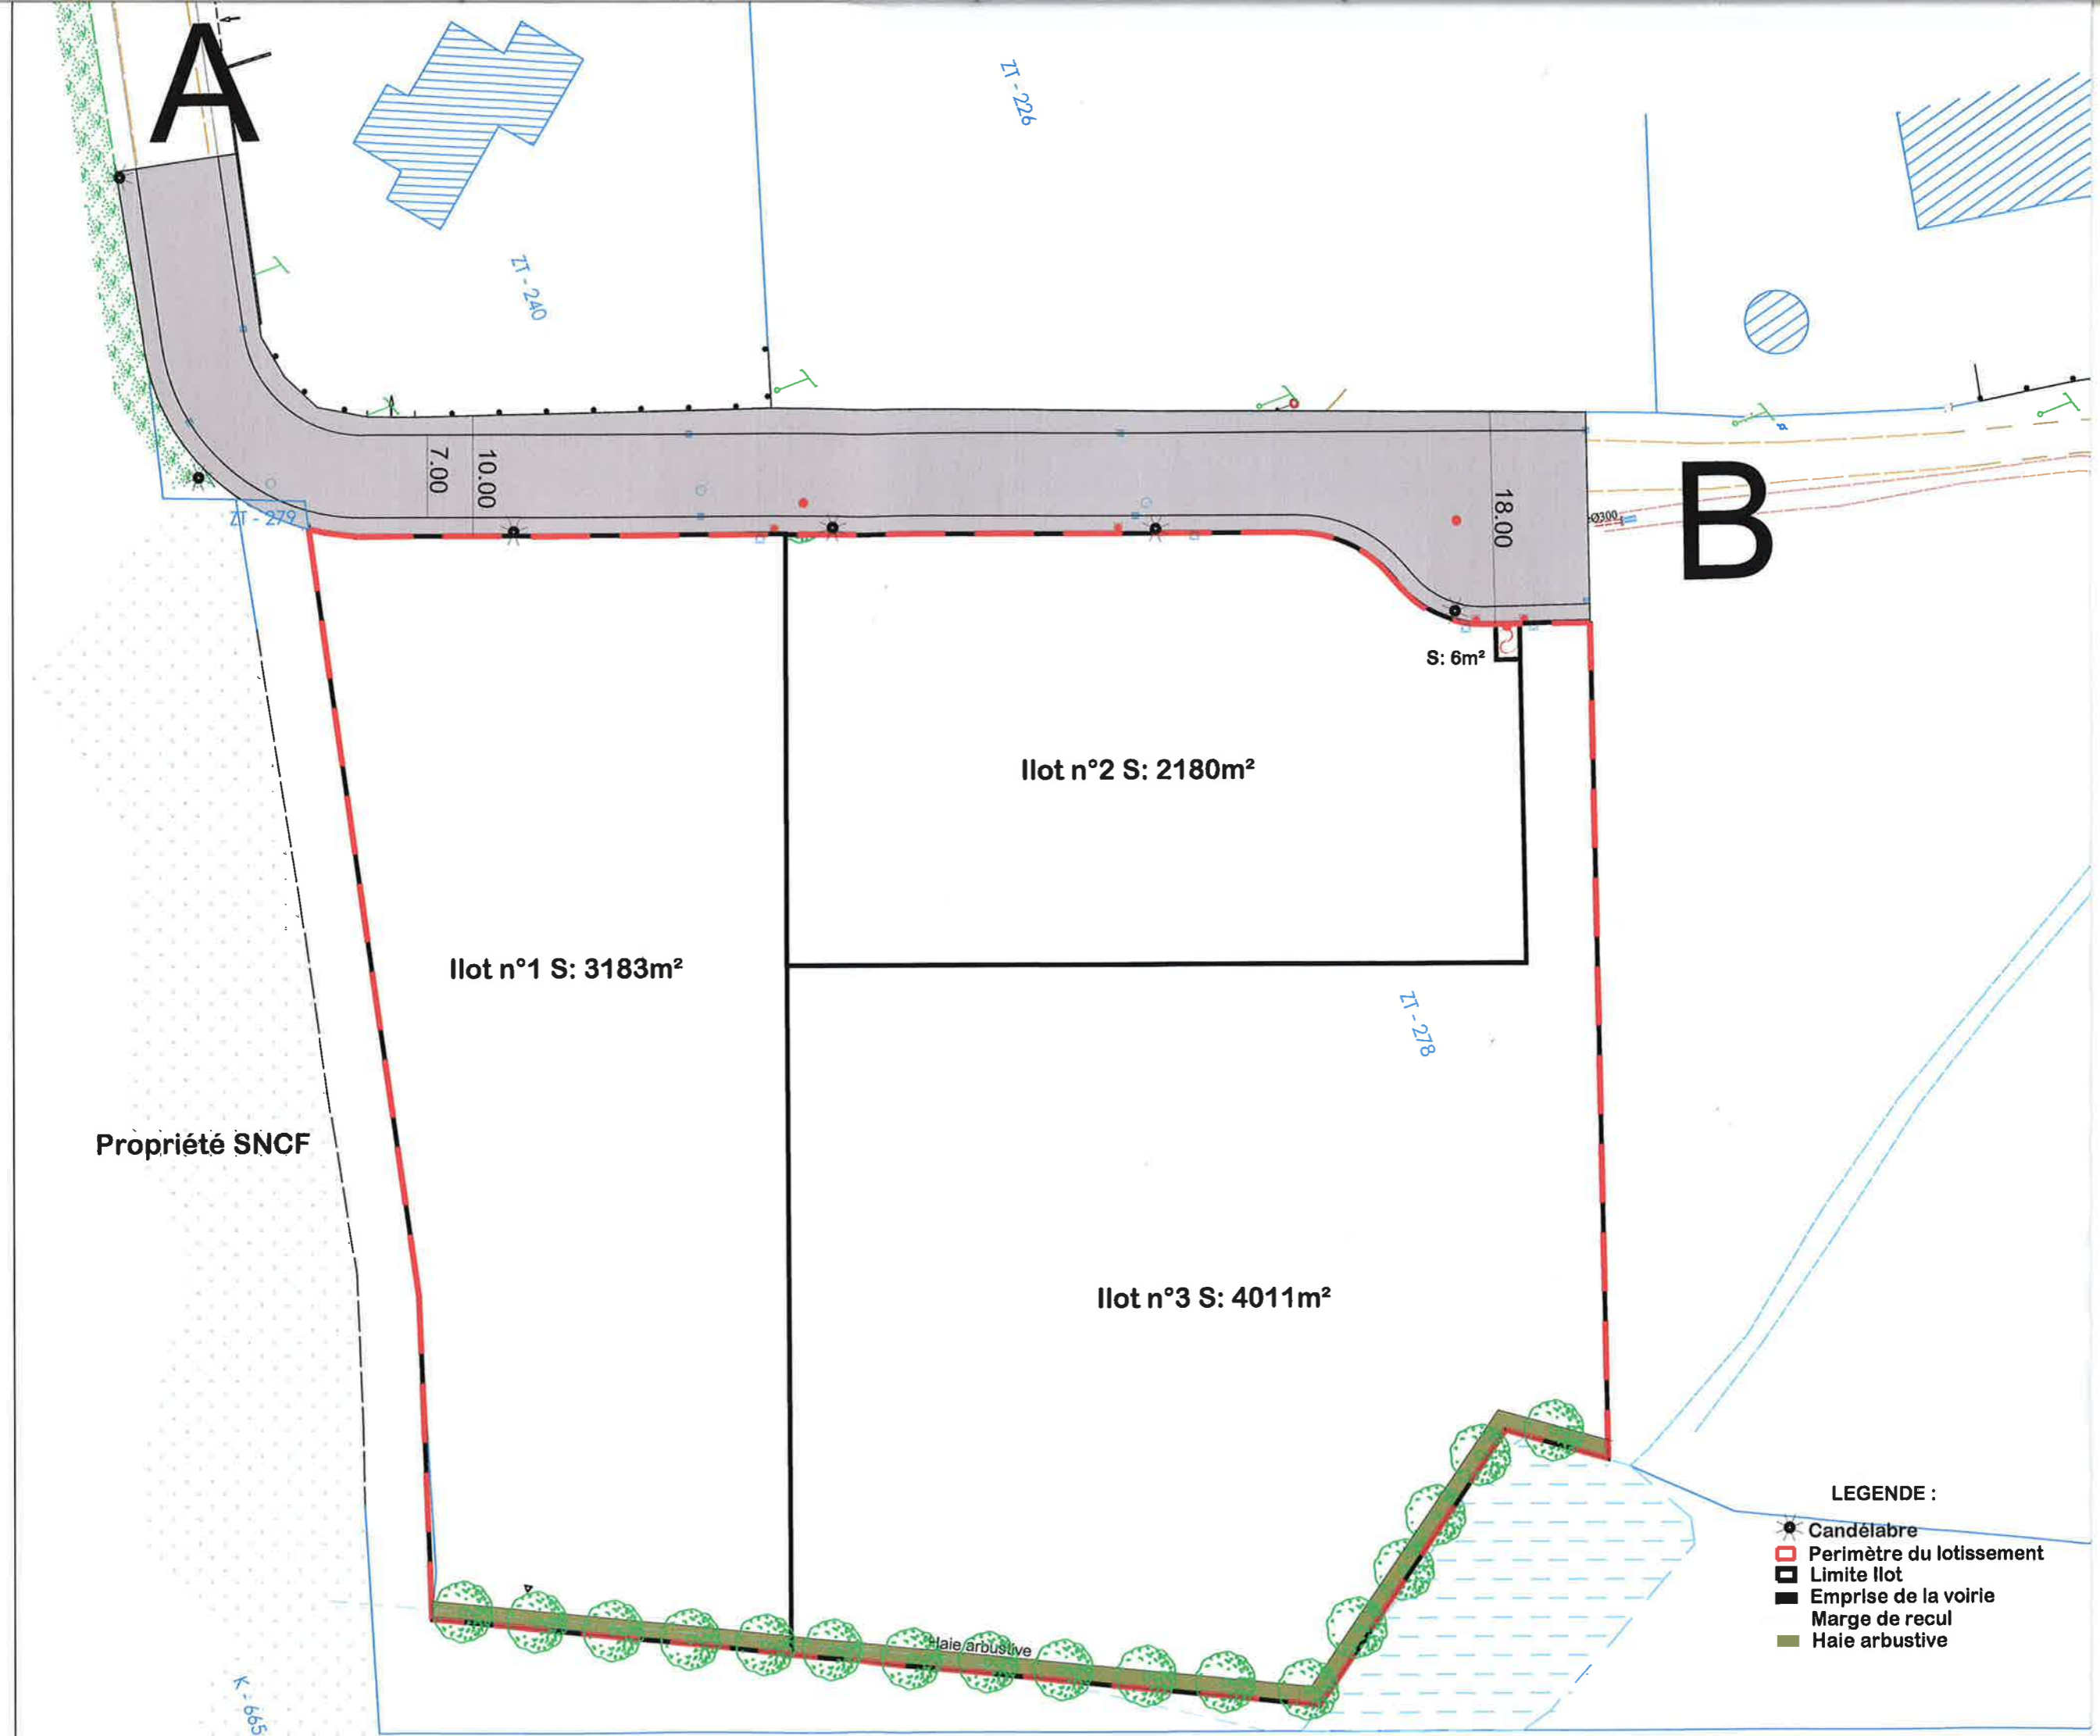 A
ZT - 226
ZT - 240
7.00
10.00
18.00
B
Ø300
ZT - 279
S: 6m²
Ilot n°2 S: 2180m²
Ilot n°1 S: 3183m²
ZT - 278
Propriété SNCF
Ilot n°3 S: 4011m²
Haie arbustive
K - 665
LEGENDE :
Candélabre
Perimètre du lotissement
Limite Ilot
Emprise de la voirie
Marge de recul
Haie arbustive